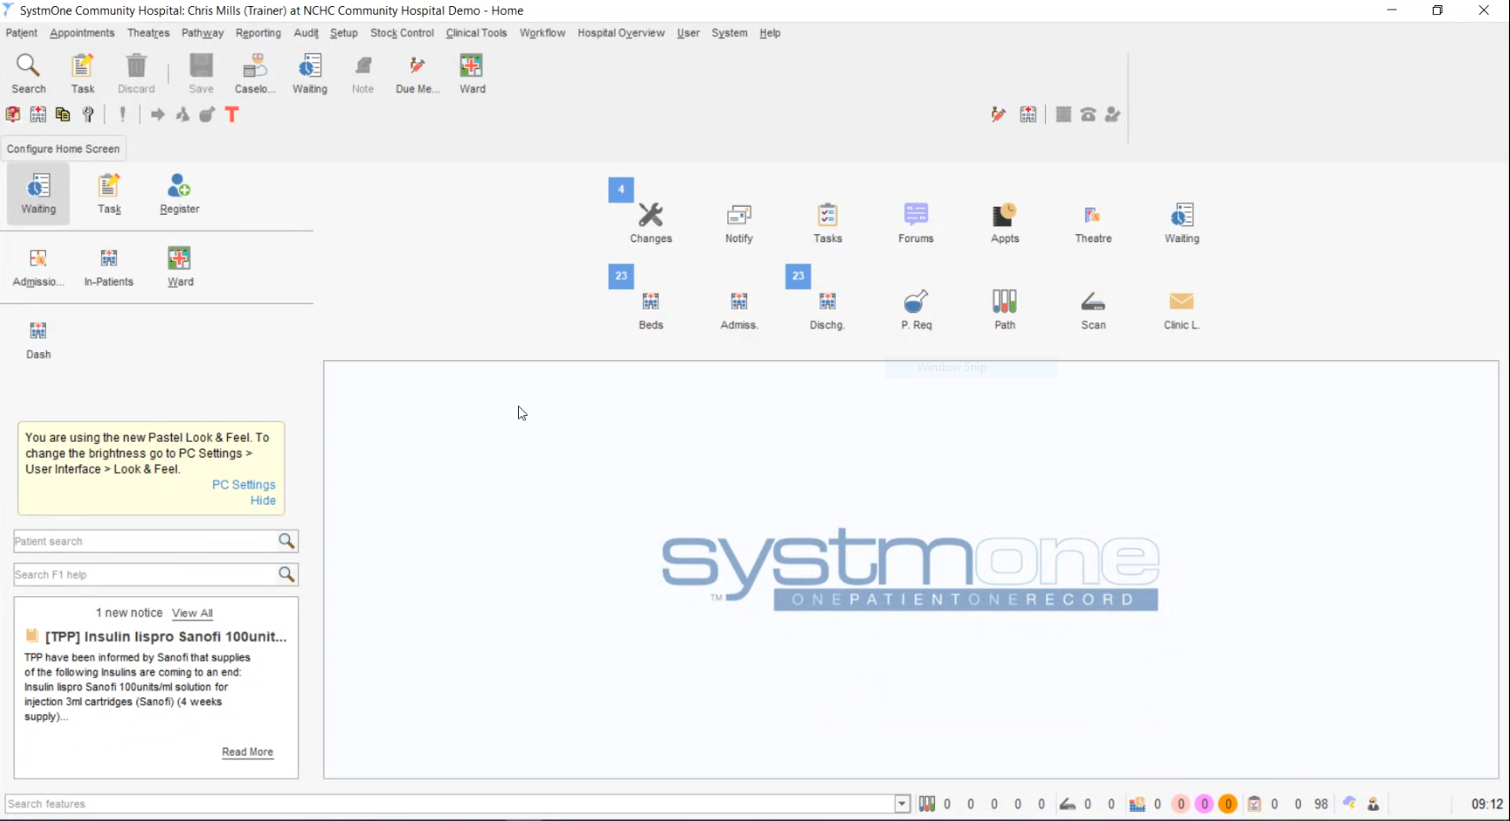 SystmOne Community Hospital: Chris Mills (Trainer) at NCHC Community Hospital Demo - Home
Patient Appointments Theatres Pathway Reporting Audit Setup Stock Control Clinical Tools Workflow Hospital Overview User System Help
Search Task Discard Save Caselo... Waiting Note Due Me... Ward
T
Configure Home Screen
Waiting Task Register
Admissio... In-Patients Ward
Dash
4
Changes Notify Tasks Forums Appts Theatre Waiting
23 23
Beds Admiss. Dischg. P. Req Path Scan Clinic L.
Window Snip
You are using the new Pastel Look & Feel. To
change the brightness go to PC Settings >
User Interface > Look & Feel.
PC Settings
Hide
Patient search
Search F1 help
1 new notice View All
[TPP] Insulin lispro Sanofi 100unit...
TPP have been informed by Sanofi that supplies
of the following Insulins are coming to an end:
Insulin lispro Sanofi 100units/ml solution for
injection 3ml cartridges (Sanofi) (4 weeks
supply)...
Read More
systmone
TM ONEPATIENTONERECORD
Search features 0 0 0 0 0 0 0 0 0 0 0 0 0 98 09:12